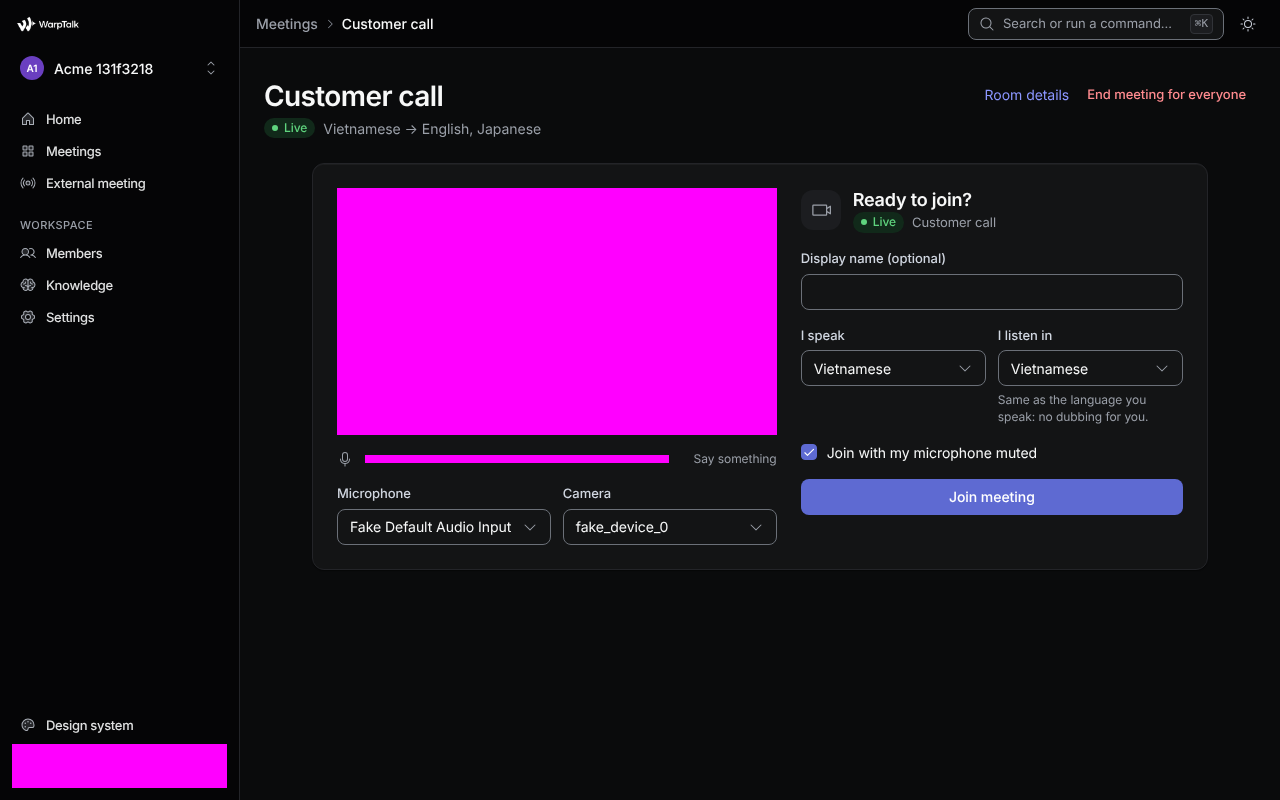 WarpTalk
A1 Acme 131f3218
Home
Meetings
External meeting
WORKSPACE
Members
Knowledge
Settings
Design system
Meetings > Customer call
Search or run a command... ⌘K
Customer call
Live Vietnamese → English, Japanese
Room details End meeting for everyone
Say something
Microphone Camera
Fake Default Audio Input fake_device_0
Ready to join?
Live Customer call
Display name (optional)
I speak I listen in
Vietnamese Vietnamese
Same as the language you
speak: no dubbing for you.
Join with my microphone muted
Join meeting